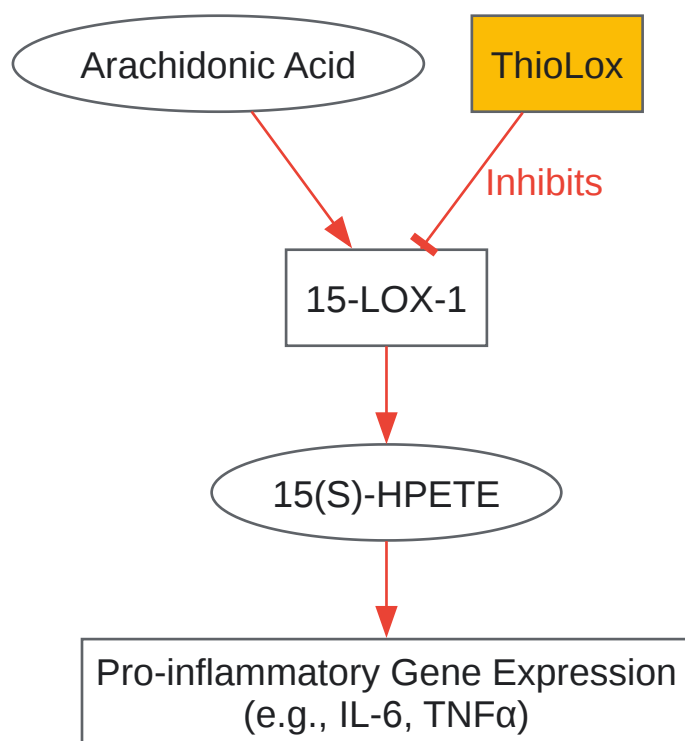 Arachidonic Acid
ThioLox
Inhibits
15-LOX-1
15(S)-HPETE
Pro-inflammatory Gene Expression
(e.g., IL-6, TNFα)